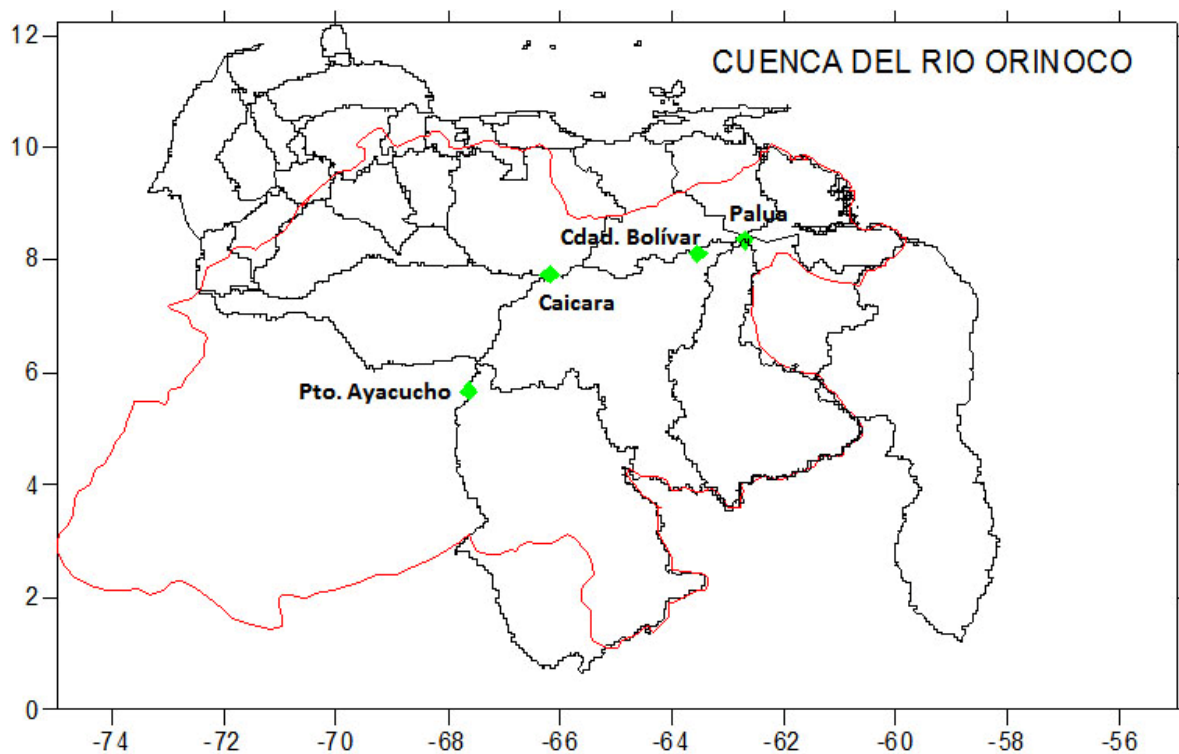 CUENCA DEL RIO ORINOCO
12
10
8
6
4
2
0
Palua
Cdad. Bolívar
Caicara
Pto. Ayacucho
-74 -72 -70 -68 -66 -64 -62 -60 -58 -56